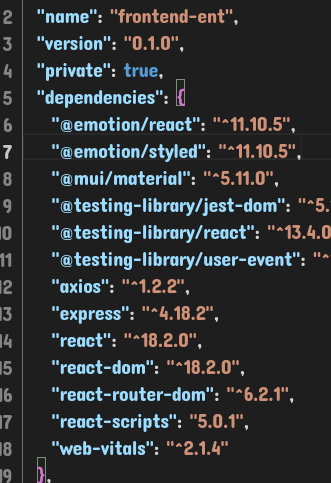 2 "name": "frontend-ent",
3 "version": "0.1.0",
4 "private": true,
5 "dependencies": {
6 "@emotion/react": "^11.10.5",
7 "@emotion/styled": "^11.10.5",
8 "@mui/material": "^5.11.0",
9 "@testing-library/jest-dom": "^5.
10 "@testing-library/react": "^13.4.0
11 "@testing-library/user-event": "^
12 "axios": "^1.2.2",
13 "express": "^4.18.2",
14 "react": "^18.2.0",
15 "react-dom": "^18.2.0",
16 "react-router-dom": "^6.2.1",
17 "react-scripts": "5.0.1",
18 "web-vitals": "^2.1.4"
19 },